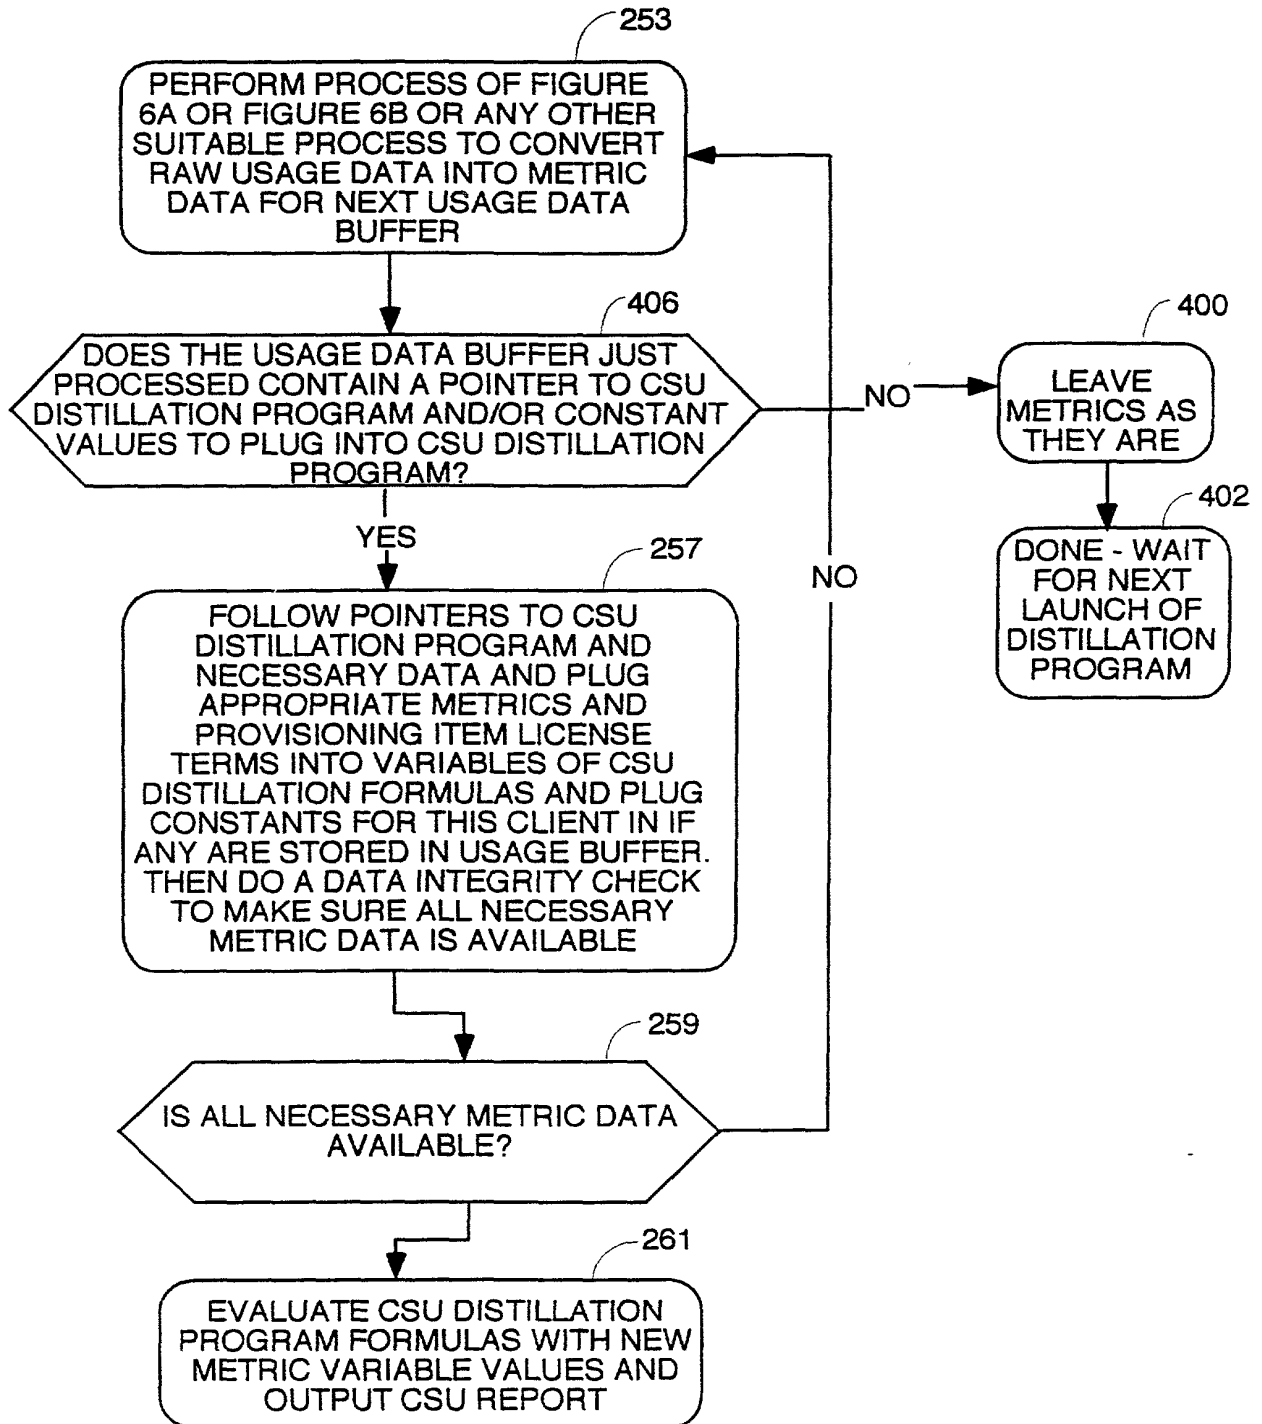 253
PERFORM PROCESS OF FIGURE
6A OR FIGURE 6B OR ANY OTHER
SUITABLE PROCESS TO CONVERT
RAW USAGE DATA INTO METRIC
DATA FOR NEXT USAGE DATA
BUFFER
406
DOES THE USAGE DATA BUFFER JUST
PROCESSED CONTAIN A POINTER TO CSU
DISTILLATION PROGRAM AND/OR CONSTANT
VALUES TO PLUG INTO CSU DISTILLATION
PROGRAM?
NO
400
LEAVE
METRICS AS
THEY ARE
402
DONE - WAIT
FOR NEXT
LAUNCH OF
DISTILLATION
PROGRAM
YES
NO
257
FOLLOW POINTERS TO CSU
DISTILLATION PROGRAM AND
NECESSARY DATA AND PLUG
APPROPRIATE METRICS AND
PROVISIONING ITEM LICENSE
TERMS INTO VARIABLES OF CSU
DISTILLATION FORMULAS AND PLUG
CONSTANTS FOR THIS CLIENT IN IF
ANY ARE STORED IN USAGE BUFFER.
THEN DO A DATA INTEGRITY CHECK
TO MAKE SURE ALL NECESSARY
METRIC DATA IS AVAILABLE
259
IS ALL NECESSARY METRIC DATA
AVAILABLE?
261
EVALUATE CSU DISTILLATION
PROGRAM FORMULAS WITH NEW
METRIC VARIABLE VALUES AND
OUTPUT CSU REPORT